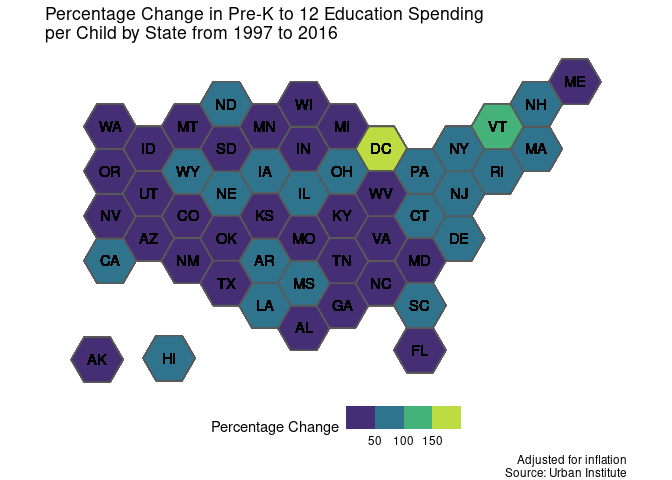 Percentage Change in Pre-K to 12 Education Spending
per Child by State from 1997 to 2016
ME
ND WI NH
WA MT MN MI VT
ID SD IN DC NY MA
OR WY IA OH PA RI
UT NE IL WV NJ
NV CO KS KY CT
AZ OK MO VA DE
CA NM AR TN MD
TX MS NC
LA GA SC
AL
FL
AK HI
Percentage Change
50 100 150
Adjusted for inflation
Source: Urban Institute